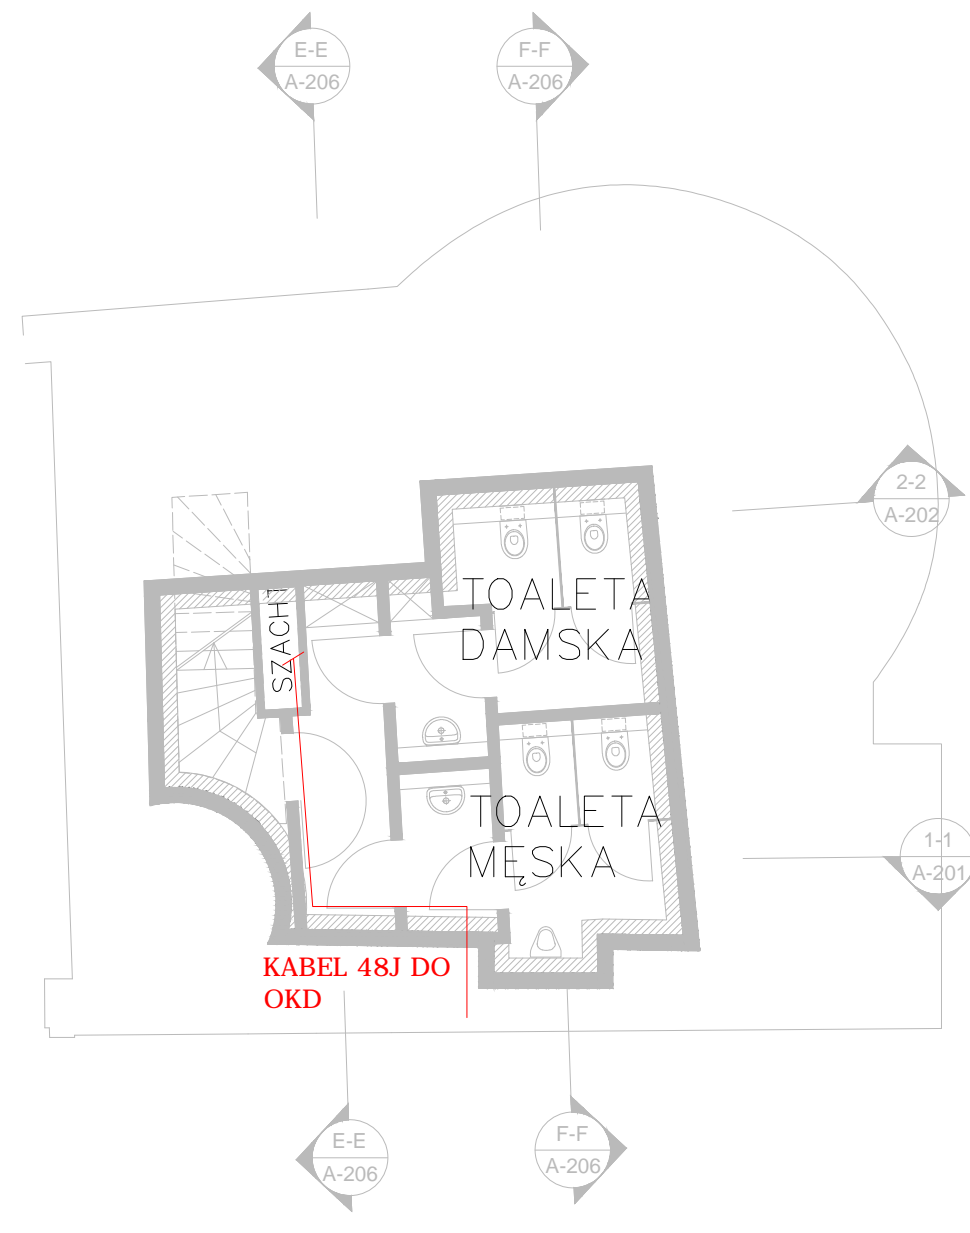 E-E
A-206
F-F
A-206
2-2
A-202
TOALETA
DAMSKA
SZACHT
TOALETA
MĘSKA
1-1
A-201
KABEL 48J DO
OKD
E-E
A-206
F-F
A-206